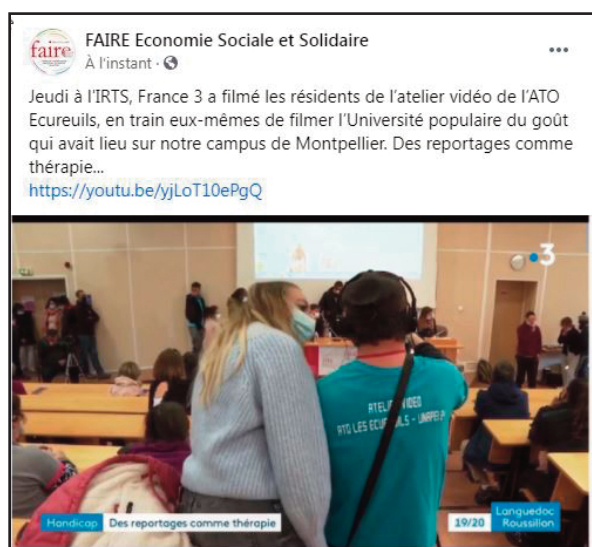 faire
FAIRE Economie Sociale et Solidaire
À l'instant ·
Jeudi à l'IRTS, France 3 a filmé les résidents de l'atelier vidéo de l'ATO
Ecureuils, en train eux-mêmes de filmer l'Université populaire du goût
qui avait lieu sur notre campus de Montpellier. Des reportages comme
thérapie...
https://youtu.be/yjLoT10ePgQ
3
ATELIER VIDEO
ATO LES ECUREUILS - UNAPEI
Handicap Des reportages comme thérapie
19/20 Languedoc
Roussillon